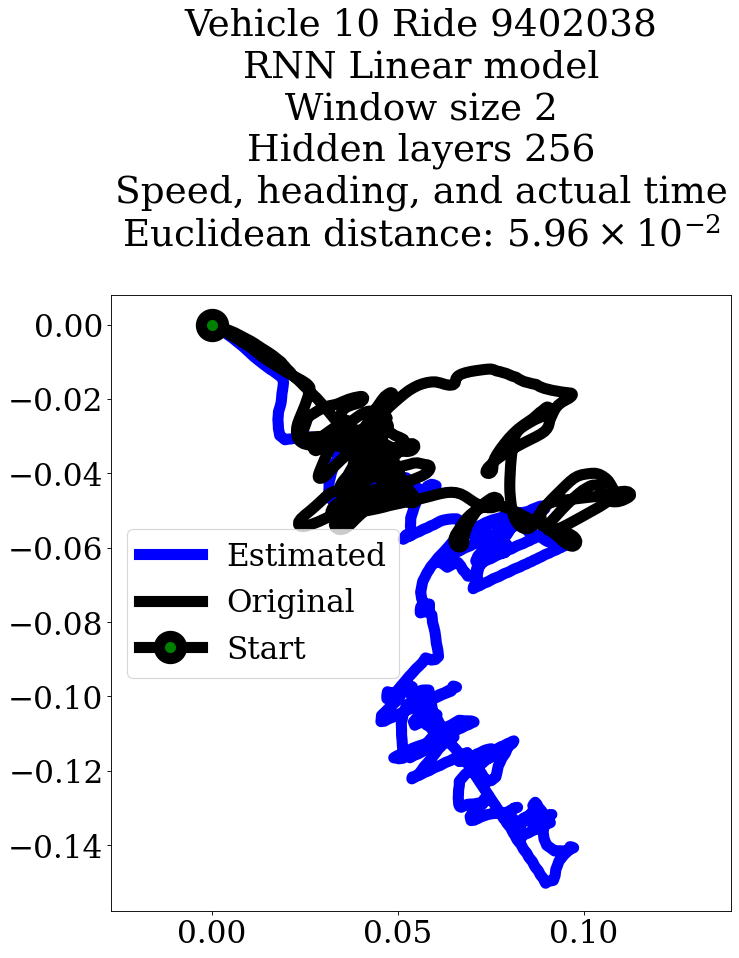 Vehicle 10 Ride 9402038
RNN Linear model
Window size 2
Hidden layers 256
Speed, heading, and actual time
Euclidean distance: 5.96 × 10⁻²
0.00
−0.02
−0.04
−0.06
−0.08
−0.10
−0.12
−0.14
Estimated
Original
Start
0.00 0.05 0.10